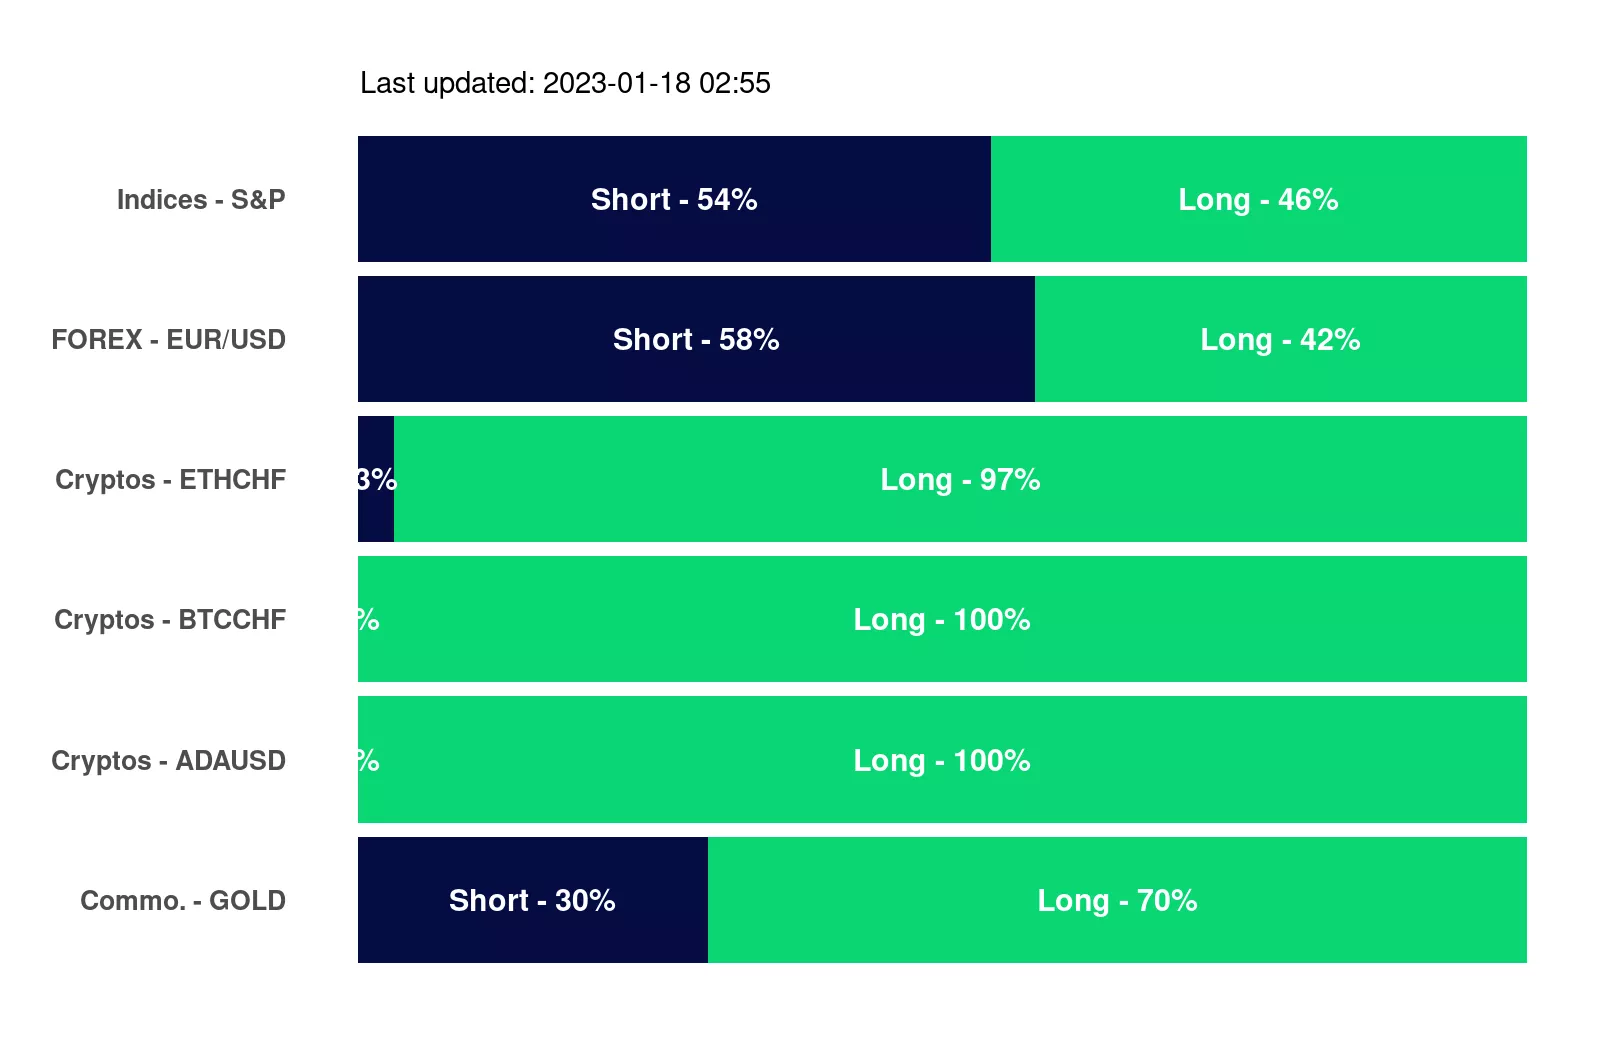 Last updated: 2023-01-18 02:55
Indices - S&P Short - 54% Long - 46%
FOREX - EUR/USD Short - 58% Long - 42%
Cryptos - ETHCHF 3% Long - 97%
Cryptos - BTCCHF % Long - 100%
Cryptos - ADAUSD % Long - 100%
Commo. - GOLD Short - 30% Long - 70%